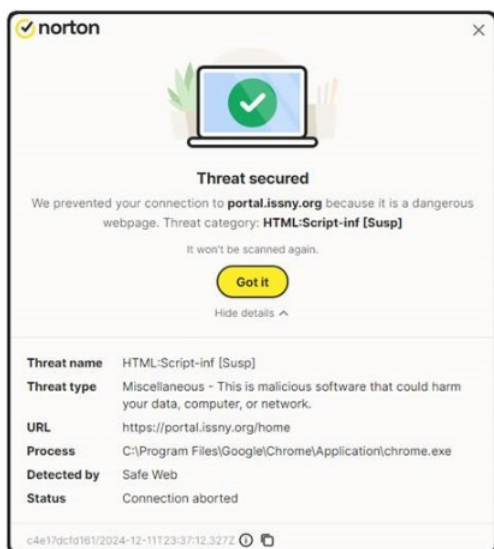 norton
Threat secured
We prevented your connection to portal.issny.org because it is a dangerous
webpage. Threat category: HTML:Script-inf [Susp]
It won't be scanned again.
Got it
Hide details
Threat name HTML:Script-inf [Susp]
Threat type Miscellaneous - This is malicious software that could harm
your data, computer, or network.
URL https://portal.issny.org/home
Process C:\Program Files\Google\Chrome\Application\chrome.exe
Detected by Safe Web
Status Connection aborted
c4e17dcfd161/2024-12-11T23:37:12.327Z